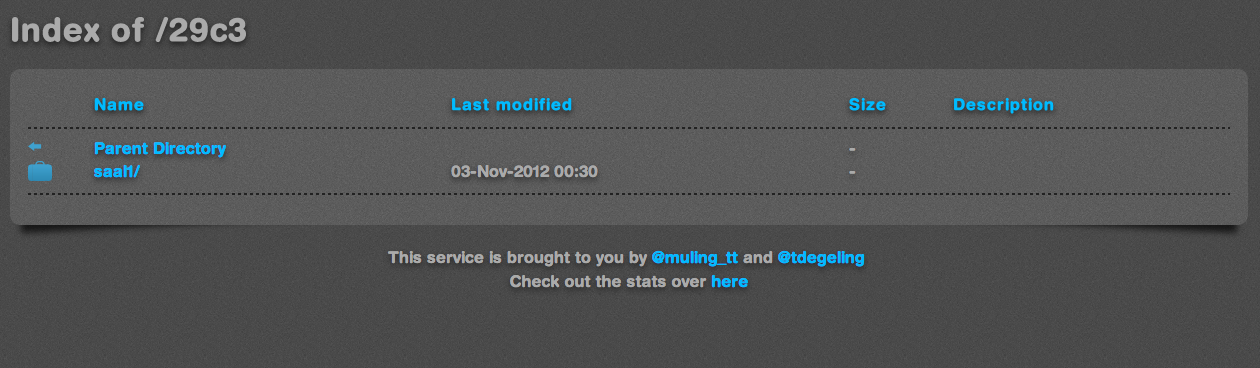 Index of /29c3
Name Last modified Size Description
Parent Directory -
saal1/ 03-Nov-2012 00:30 -
This service is brought to you by @muling_tt and @tdegeling
Check out the stats over here